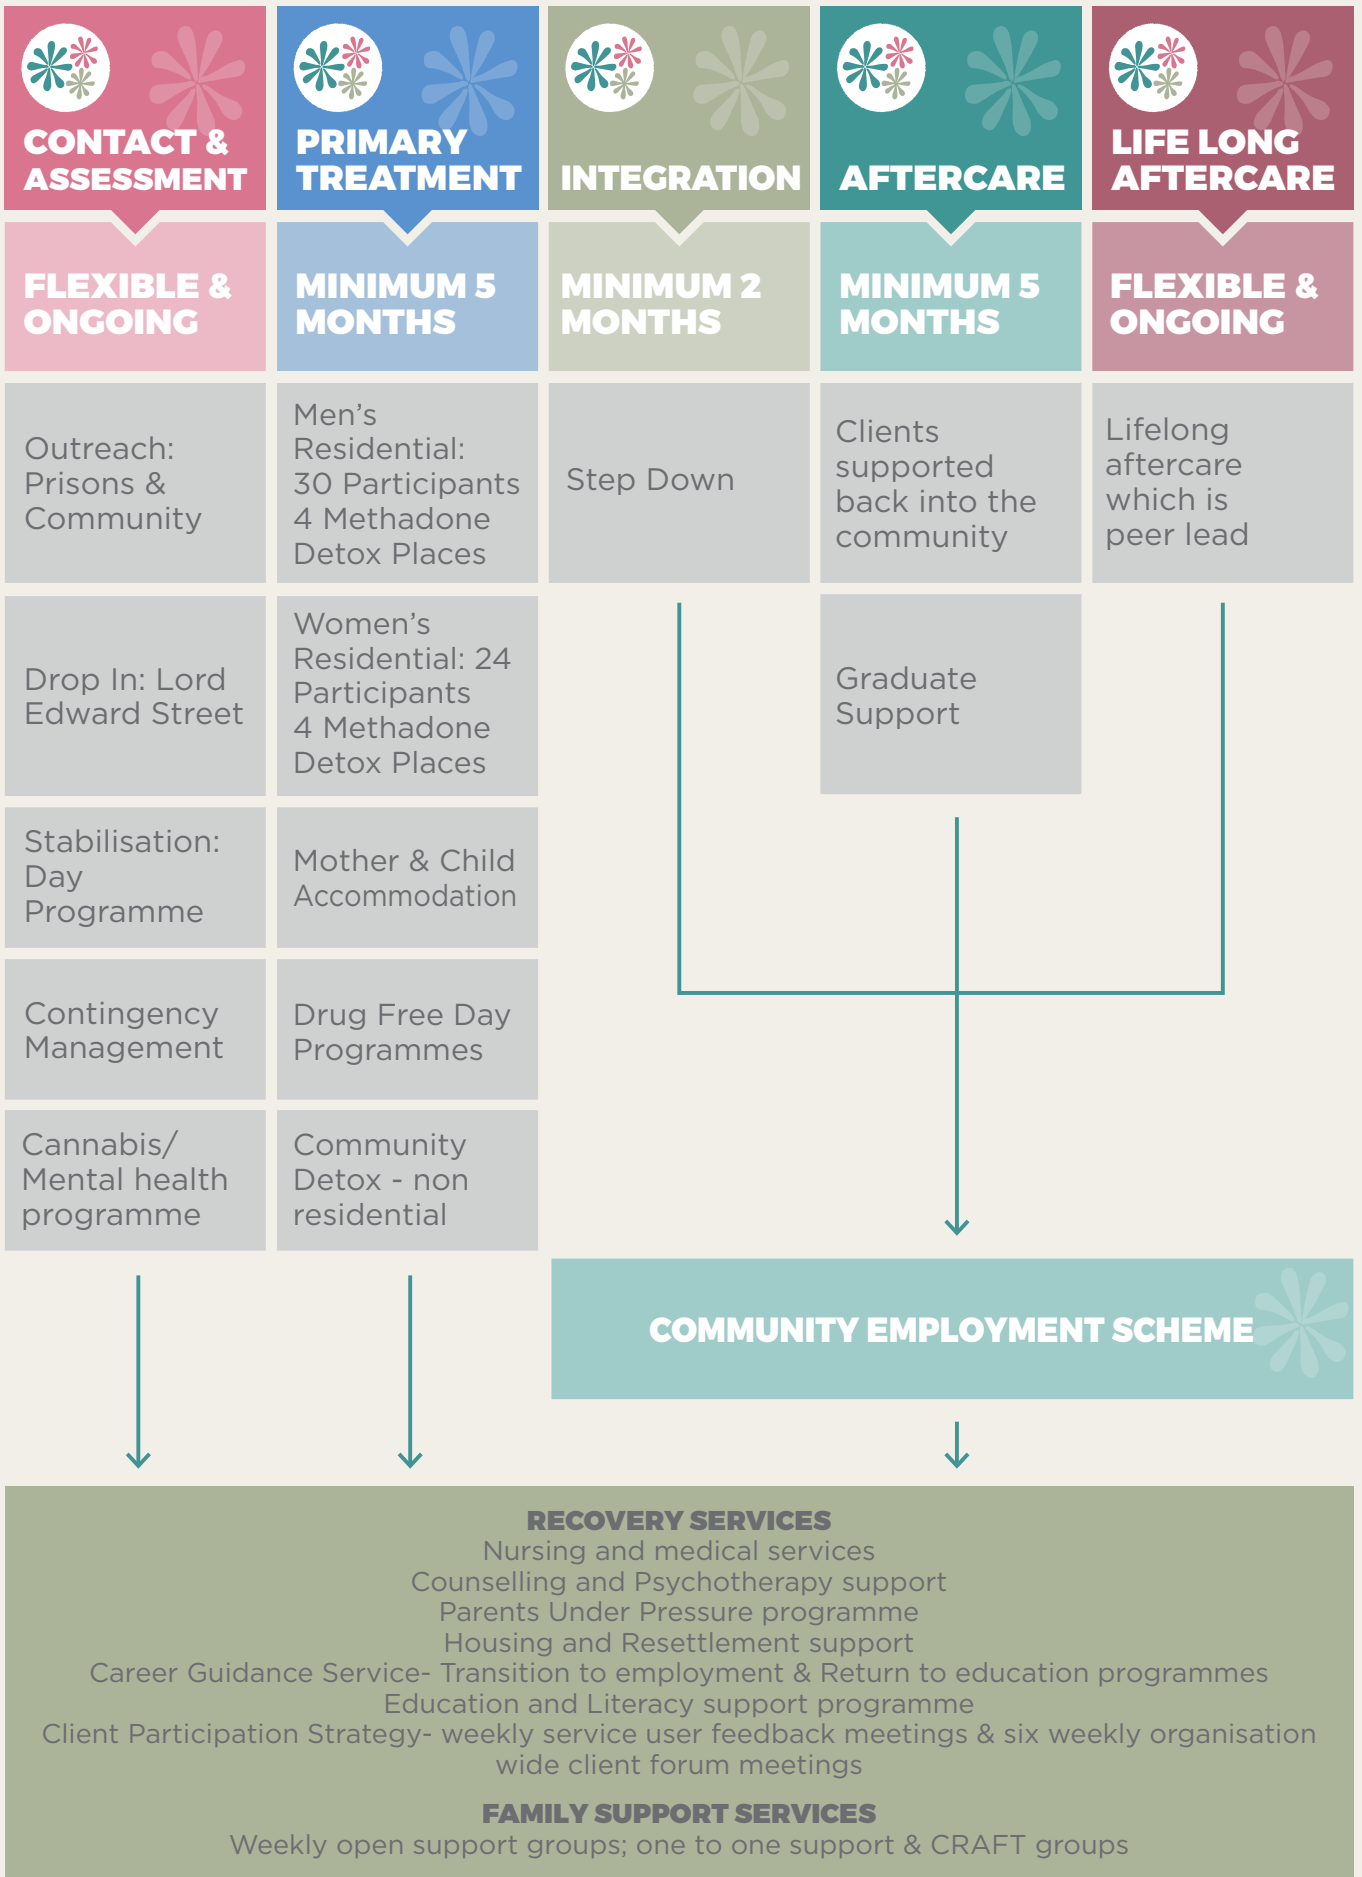 CONTACT &
ASSESSMENT
FLEXIBLE &
ONGOING
Outreach:
Prisons &
Community
Drop In: Lord
Edward Street
Stabilisation:
Day
Programme
Contingency
Management
Cannabis/
Mental health
programme
PRIMARY
TREATMENT
MINIMUM 5
MONTHS
Men’s
Residential:
30 Participants
4 Methadone
Detox Places
Women’s
Residential: 24
Participants
4 Methadone
Detox Places
Mother & Child
Accommodation
Drug Free Day
Programmes
Community
Detox - non
residential
INTEGRATION
MINIMUM 2
MONTHS
Step Down
AFTERCARE
MINIMUM 5
MONTHS
Clients
supported
back into the
community
Graduate
Support
LIFE LONG
AFTERCARE
FLEXIBLE &
ONGOING
Lifelong
aftercare
which is
peer lead
COMMUNITY EMPLOYMENT SCHEME
RECOVERY SERVICES
Nursing and medical services
Counselling and Psychotherapy support
Parents Under Pressure programme
Housing and Resettlement support
Career Guidance Service- Transition to employment & Return to education programmes
Education and Literacy support programme
Client Participation Strategy- weekly service user feedback meetings & six weekly organisation
wide client forum meetings
FAMILY SUPPORT SERVICES
Weekly open support groups; one to one support & CRAFT groups